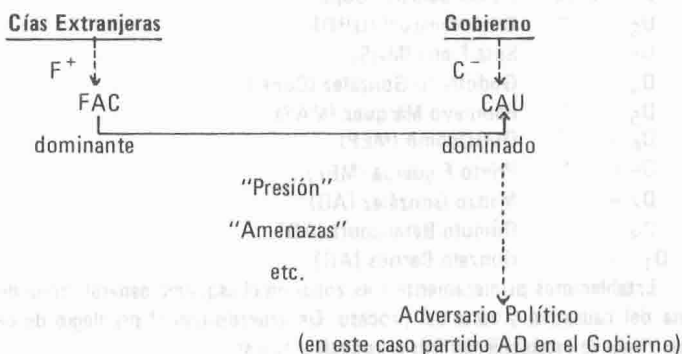 Cías Extranjeras Gobierno
F+ C−
FAC CAU
dominante dominado
"Presión"
"Amenazas"
etc.
Adversario Político
(en este caso partido AD en el Gobierno)